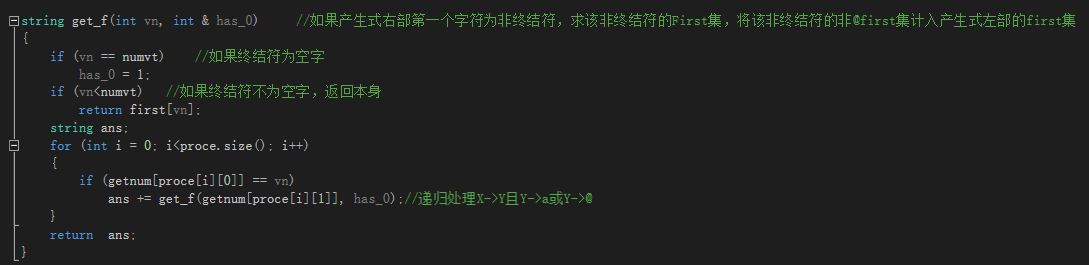 string get_f(int vn, int & has_0)     //如果产生式右部第一个字符为非终结符，求该非终结符的First集，将该非终结符的非@first集计入产生式左部的first集
{
    if (vn == numvt)    //如果终结符为空字
        has_0 = 1;
    if (vn<numvt)   //如果终结符不为空字，返回本身
        return first[vn];
    string ans;
    for (int i = 0; i<proce.size(); i++)
    {
        if (getnum[proce[i][0]] == vn)
            ans += get_f(getnum[proce[i][1]], has_0);//递归处理X->Y且Y->a或Y->@
    }
    return  ans;
}